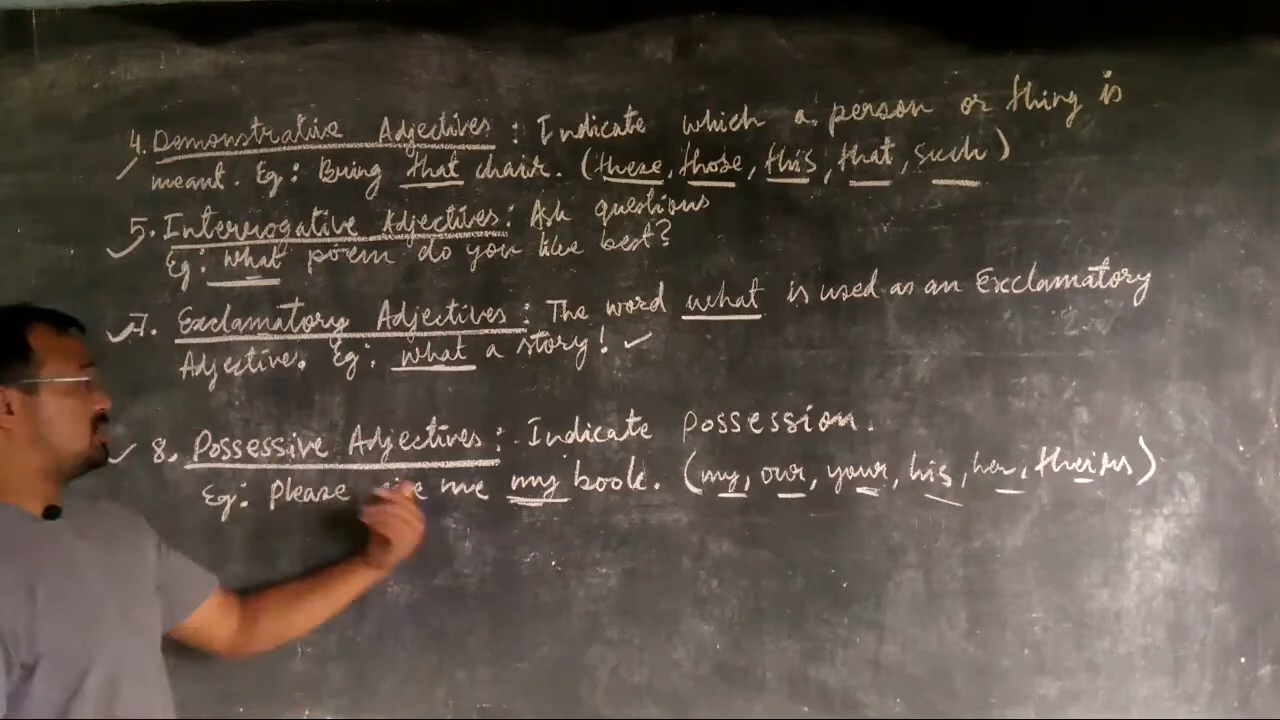 4. Demonstrative Adjectives : Indicate which a person or thing is
meant. Eg : Bring that chair. (these, those, this, that, such)
5. Interrogative Adjectives : Ask questions
Eg : what poem do you like best?
7. Exclamatory Adjectives : The word what is used as an Exclamatory
Adjective. Eg : what a story!
8. Possessive Adjectives : Indicate possession.
Eg : Please me my book. (my, our, your, his, her, theirs)